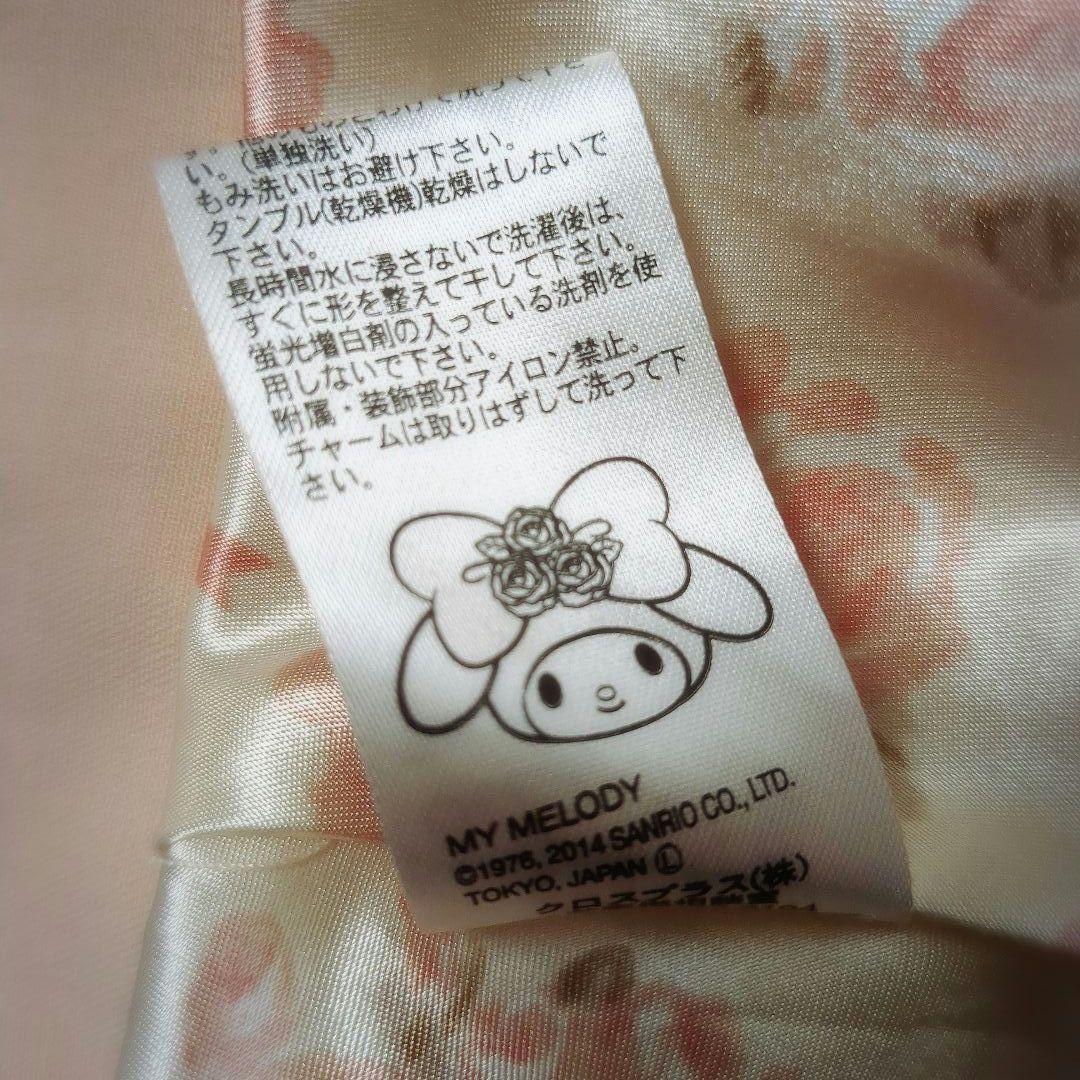 い。(単独洗い)
もみ洗いはお避け下さい。
タンブル(乾燥機)乾燥はしないで
下さい。
長時間水に浸さないで洗濯後は、
すぐに形を整えて干して下さい。
蛍光増白剤の入っている洗剤を使
用しないで下さい。
附属・装飾部分アイロン禁止。
チャームは取りはずして洗って下
さい。
MY MELODY
©1976, 2014 SANRIO CO., LTD.
TOKYO, JAPAN Ⓛ
クロスプラス(株)